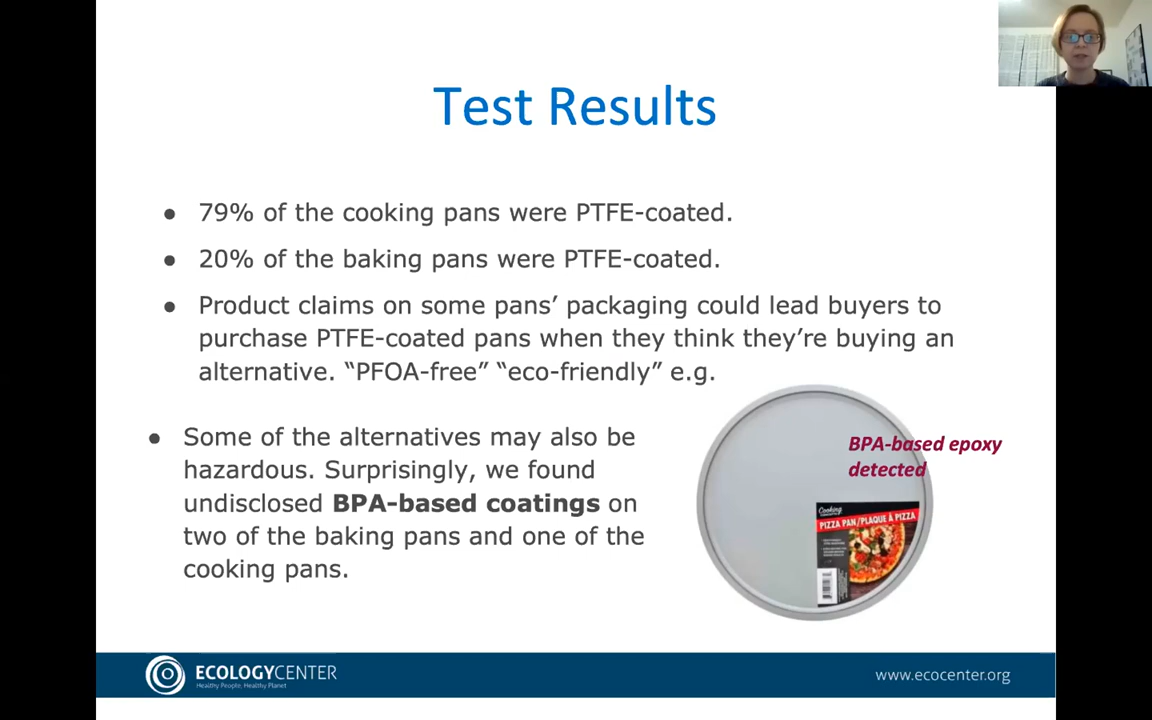 Test Results
● 79% of the cooking pans were PTFE-coated.
● 20% of the baking pans were PTFE-coated.
● Product claims on some pans’ packaging could lead buyers to
purchase PTFE-coated pans when they think they’re buying an
alternative. “PFOA-free” “eco-friendly” e.g.
● Some of the alternatives may also be
hazardous. Surprisingly, we found
undisclosed BPA-based coatings on
two of the baking pans and one of the
cooking pans.
BPA-based epoxy
detected
Cooking
PIZZA PAN/PLAQUE À PIZZA
ECOLOGYCENTER
Healthy People, Healthy Planet
www.ecocenter.org